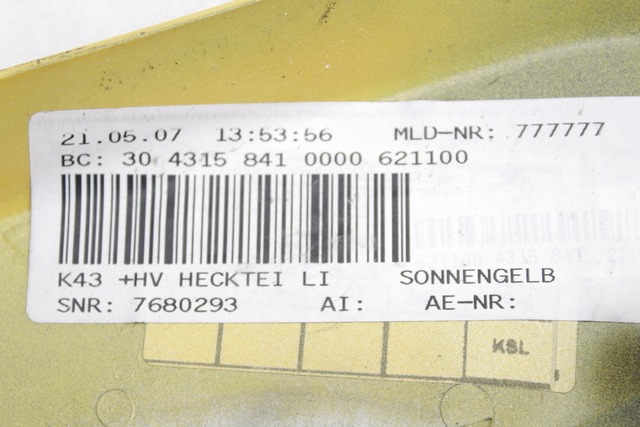 21.05.07 13:53:56 MLD-NR: 777777
BC: 30 4315 841 0000 621100
K43 +HV HECKTEI LI SONNENGELB
SNR: 7680293 AI: AE-NR:
KSL